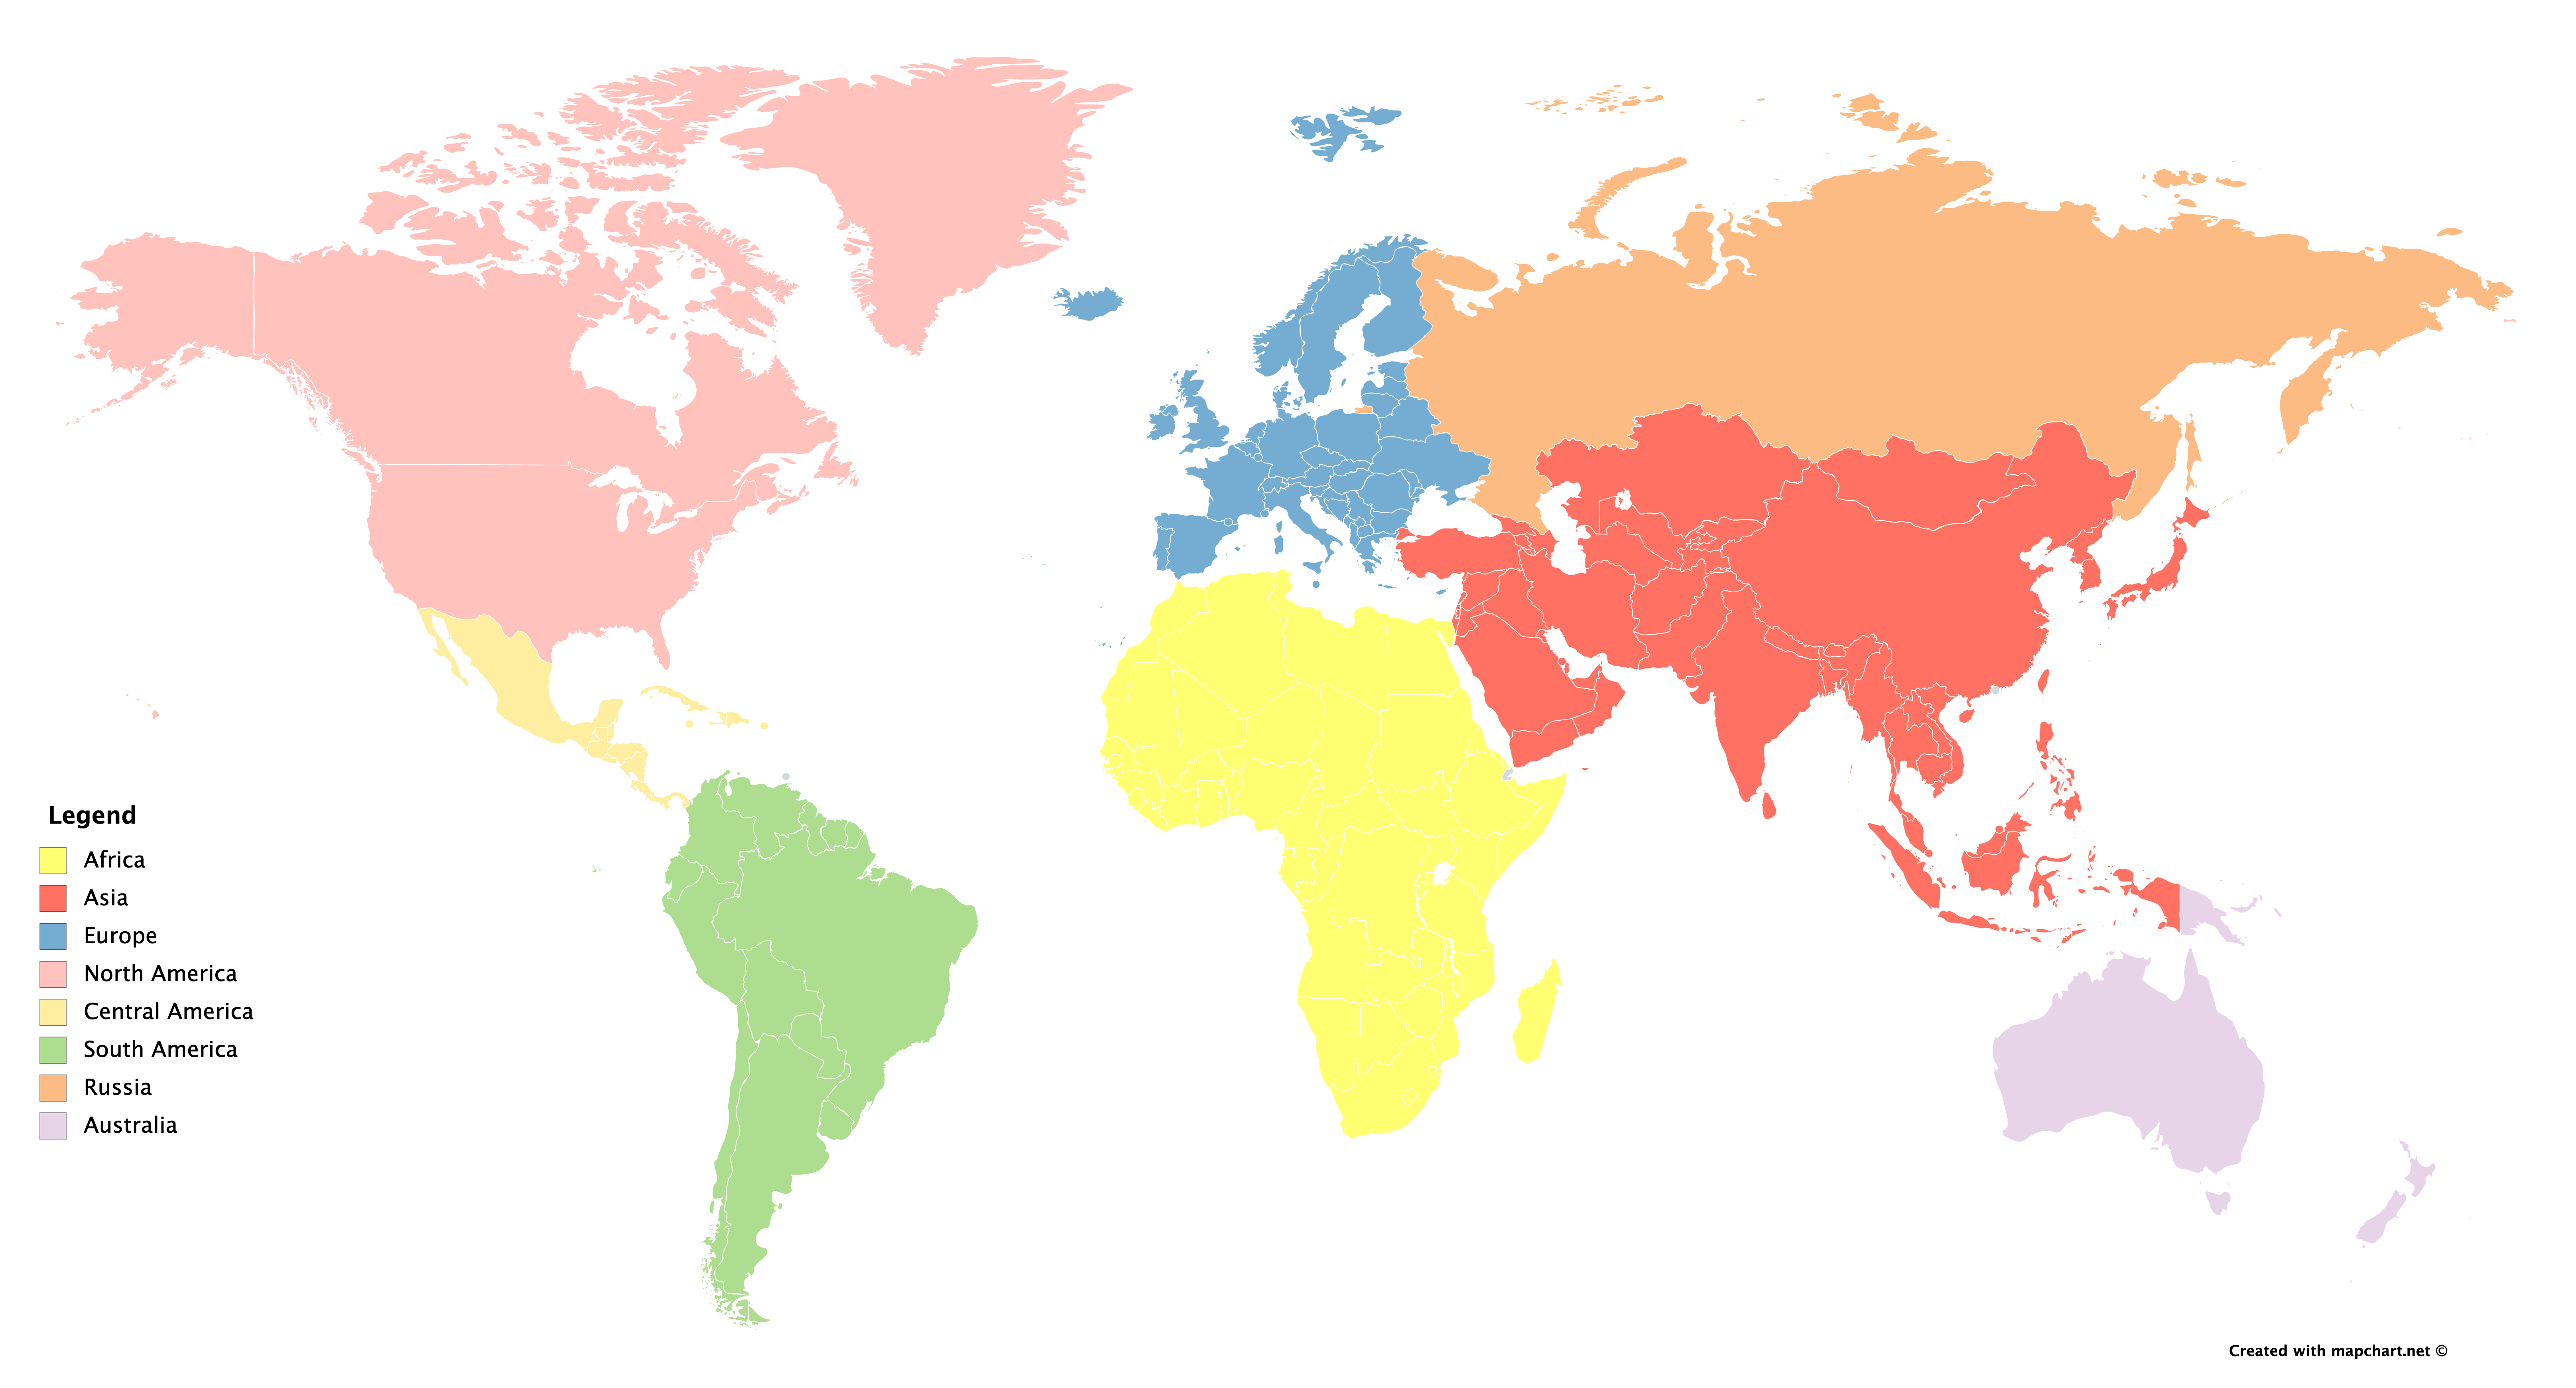 Legend
Africa
Asia
Europe
North America
Central America
South America
Russia
Australia
Created with mapchart.net ©